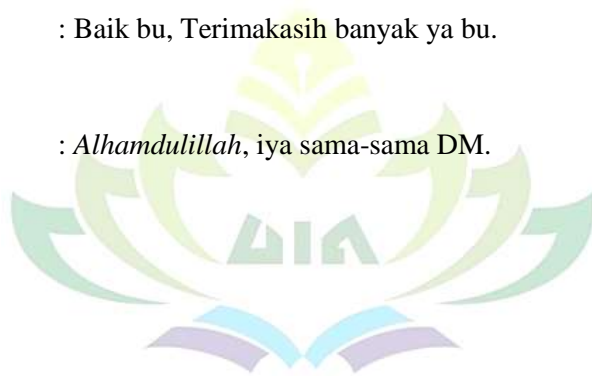 : Baik bu, Terimakasih banyak ya bu.
: Alhamdulillah, iya sama-sama DM.
UIN